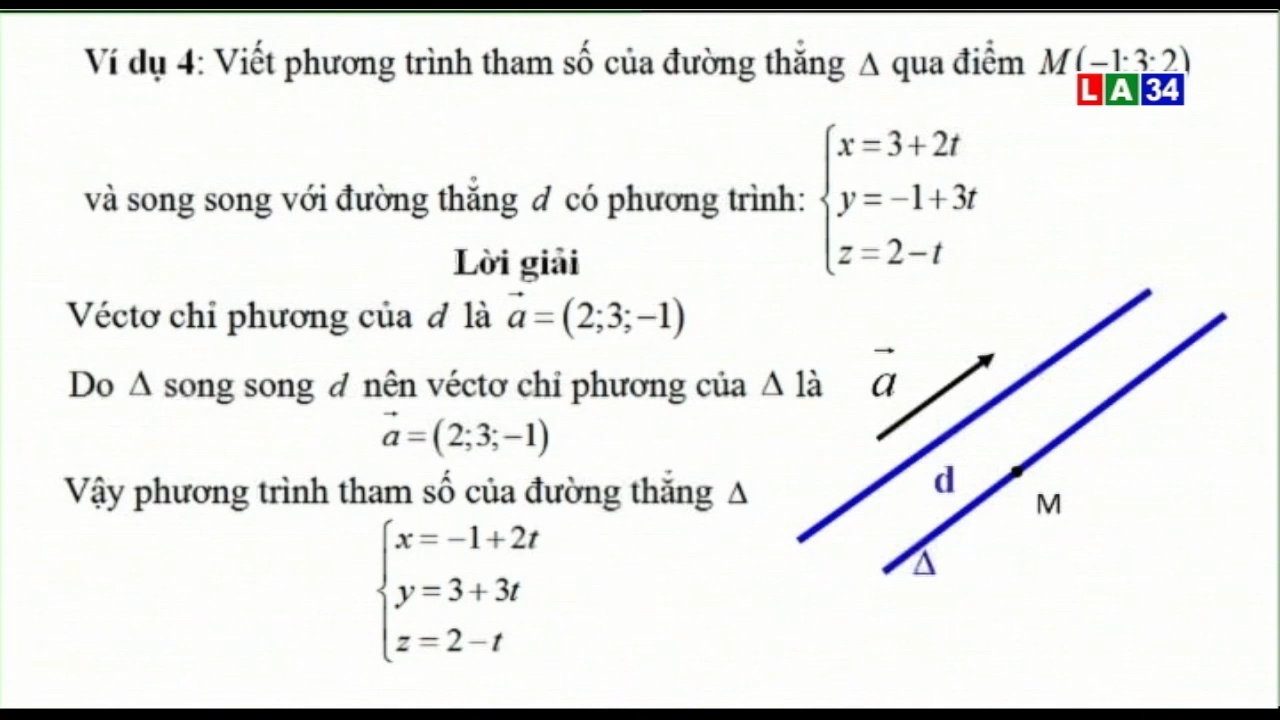 Ví dụ 4: Viết phương trình tham số của đường thẳng Δ qua điểm M(−1;3;2)
LA34
x = 3 + 2t
và song song với đường thẳng d có phương trình: y = −1 + 3t
z = 2 − t
Lời giải
Véctơ chỉ phương của d là a⃗ = (2;3;−1)
Do Δ song song d nên véctơ chỉ phương của Δ là
a⃗ = (2;3;−1)
Vậy phương trình tham số của đường thẳng Δ
x = −1 + 2t
y = 3 + 3t
z = 2 − t
a⃗
d
M
Δ